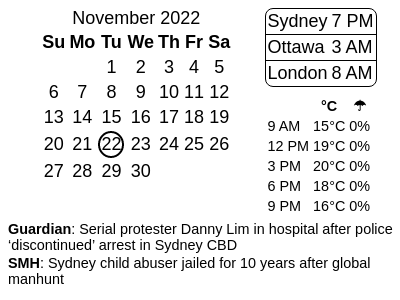 November 2022
Su Mo Tu We Th Fr Sa
1 2 3 4 5
6 7 8 9 10 11 12
13 14 15 16 17 18 19
20 21 22 23 24 25 26
27 28 29 30
Sydney 7 PM
Ottawa 3 AM
London 8 AM
°C ☂
9 AM 15°C 0%
12 PM 19°C 0%
3 PM 20°C 0%
6 PM 18°C 0%
9 PM 16°C 0%
Guardian: Serial protester Danny Lim in hospital after police
‘discontinued’ arrest in Sydney CBD
SMH: Sydney child abuser jailed for 10 years after global
manhunt